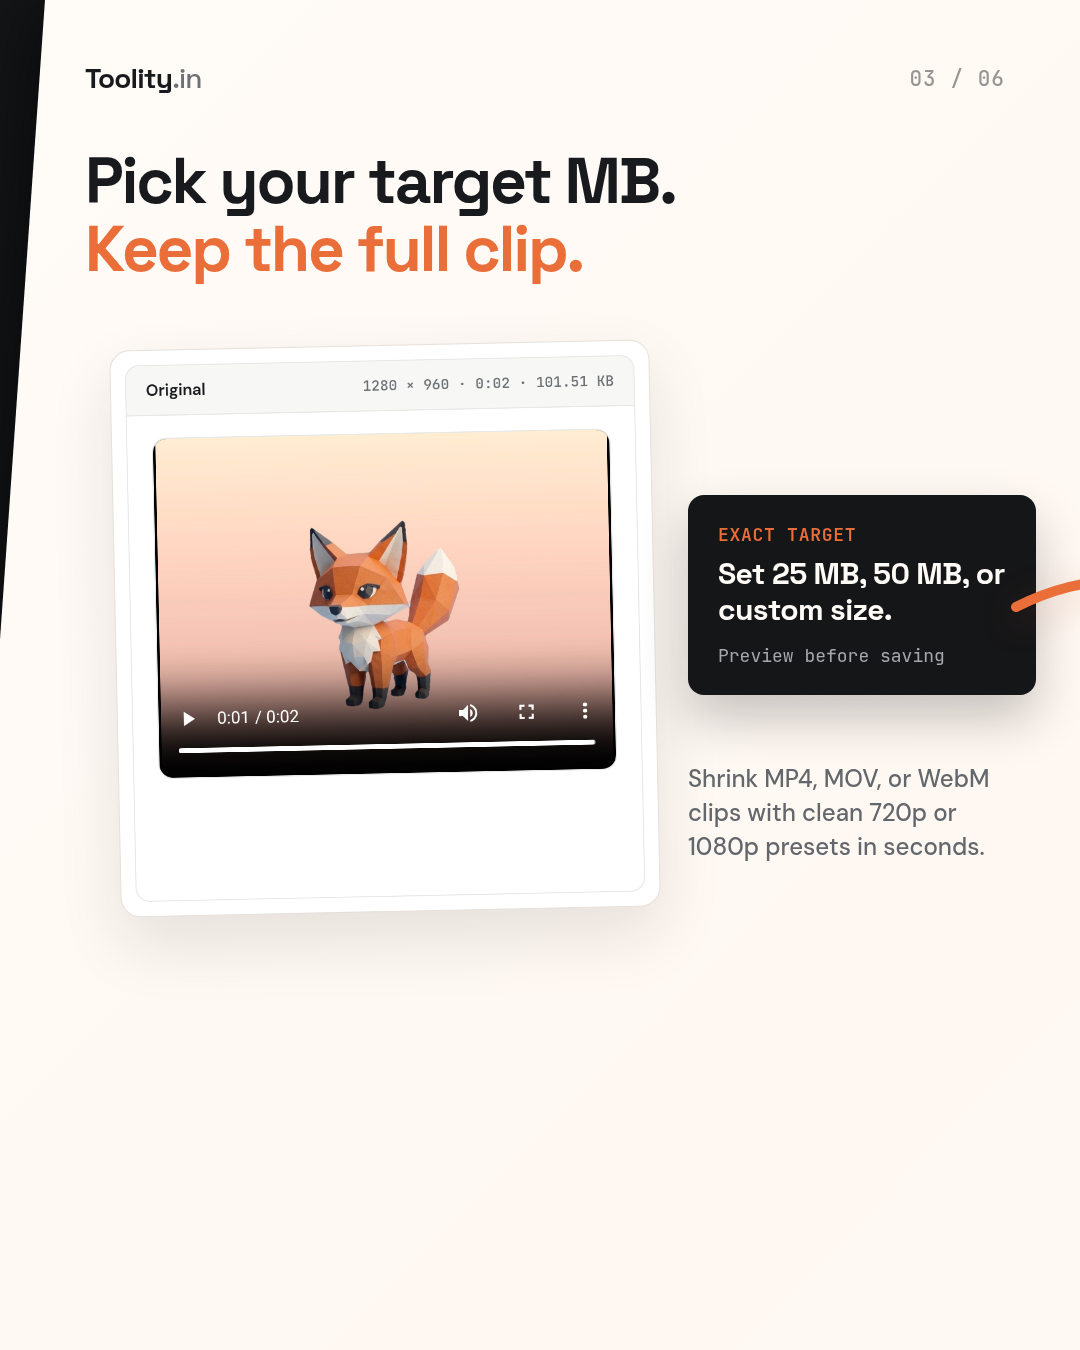 Toolity.in
03 / 06
Pick your target MB.
Keep the full clip.
Original
1280 × 960 · 0:02 · 101.51 KB
0:01 / 0:02
EXACT TARGET
Set 25 MB, 50 MB, or
custom size.
Preview before saving
Shrink MP4, MOV, or WebM
clips with clean 720p or
1080p presets in seconds.